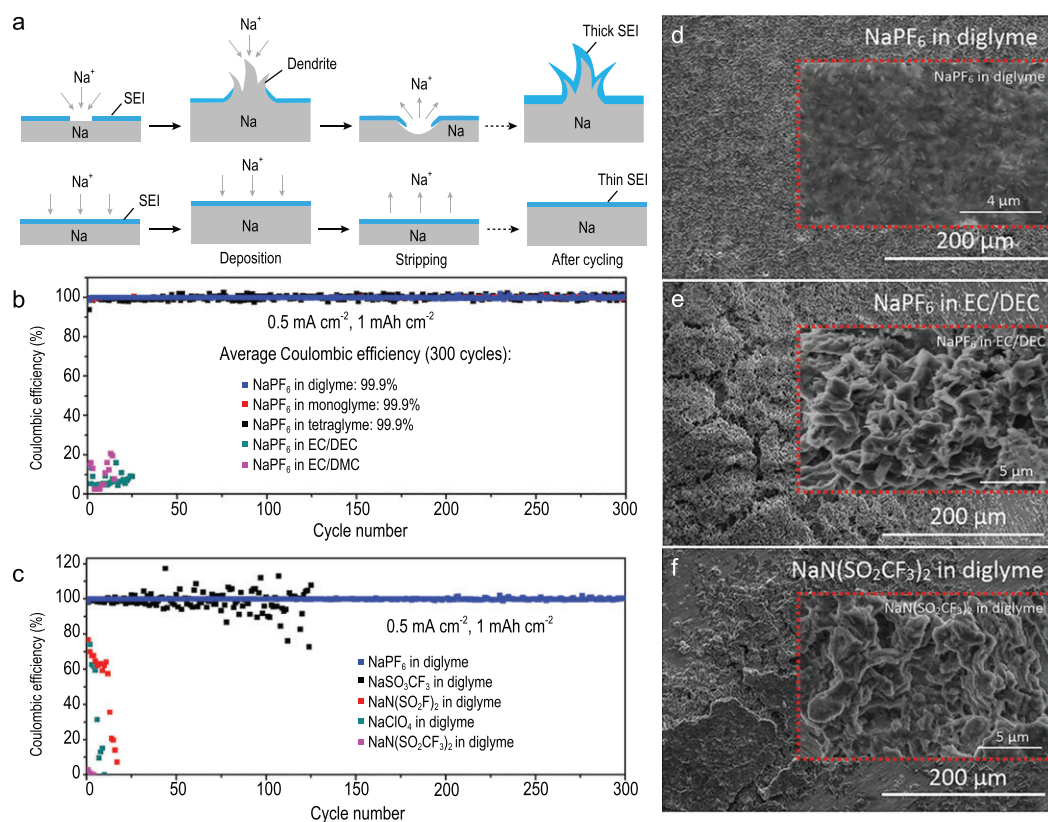 a
Na⁺
SEI
Na
Na⁺
Dendrite
Na
Na⁺
Na
Thick SEI
Na
Na⁺
SEI
Na
Na⁺
Na
Deposition
Na⁺
Na
Stripping
Thin SEI
Na
After cycling
b
Coulombic efficiency (%)
100
80
60
40
20
0
0.5 mA cm⁻², 1 mAh cm⁻²
Average Coulombic efficiency (300 cycles):
NaPF₆ in diglyme: 99.9%
NaPF₆ in monoglyme: 99.9%
NaPF₆ in tetraglyme: 99.9%
NaPF₆ in EC/DEC
NaPF₆ in EC/DMC
0 50 100 150 200 250 300
Cycle number
c
Coulombic efficiency (%)
120
100
80
60
40
20
0
0.5 mA cm⁻², 1 mAh cm⁻²
NaPF₆ in diglyme
NaSO₃CF₃ in diglyme
NaN(SO₂F)₂ in diglyme
NaClO₄ in diglyme
NaN(SO₂CF₃)₂ in diglyme
0 50 100 150 200 250 300
Cycle number
d
NaPF₆ in diglyme
NaPF₆ in diglyme
4 µm
200 µm
e
NaPF₆ in EC/DEC
NaPF₆ in EC/DEC
5 µm
200 µm
f
NaN(SO₂CF₃)₂ in diglyme
NaN(SO₂CF₃)₂ in diglyme
5 µm
200 µm